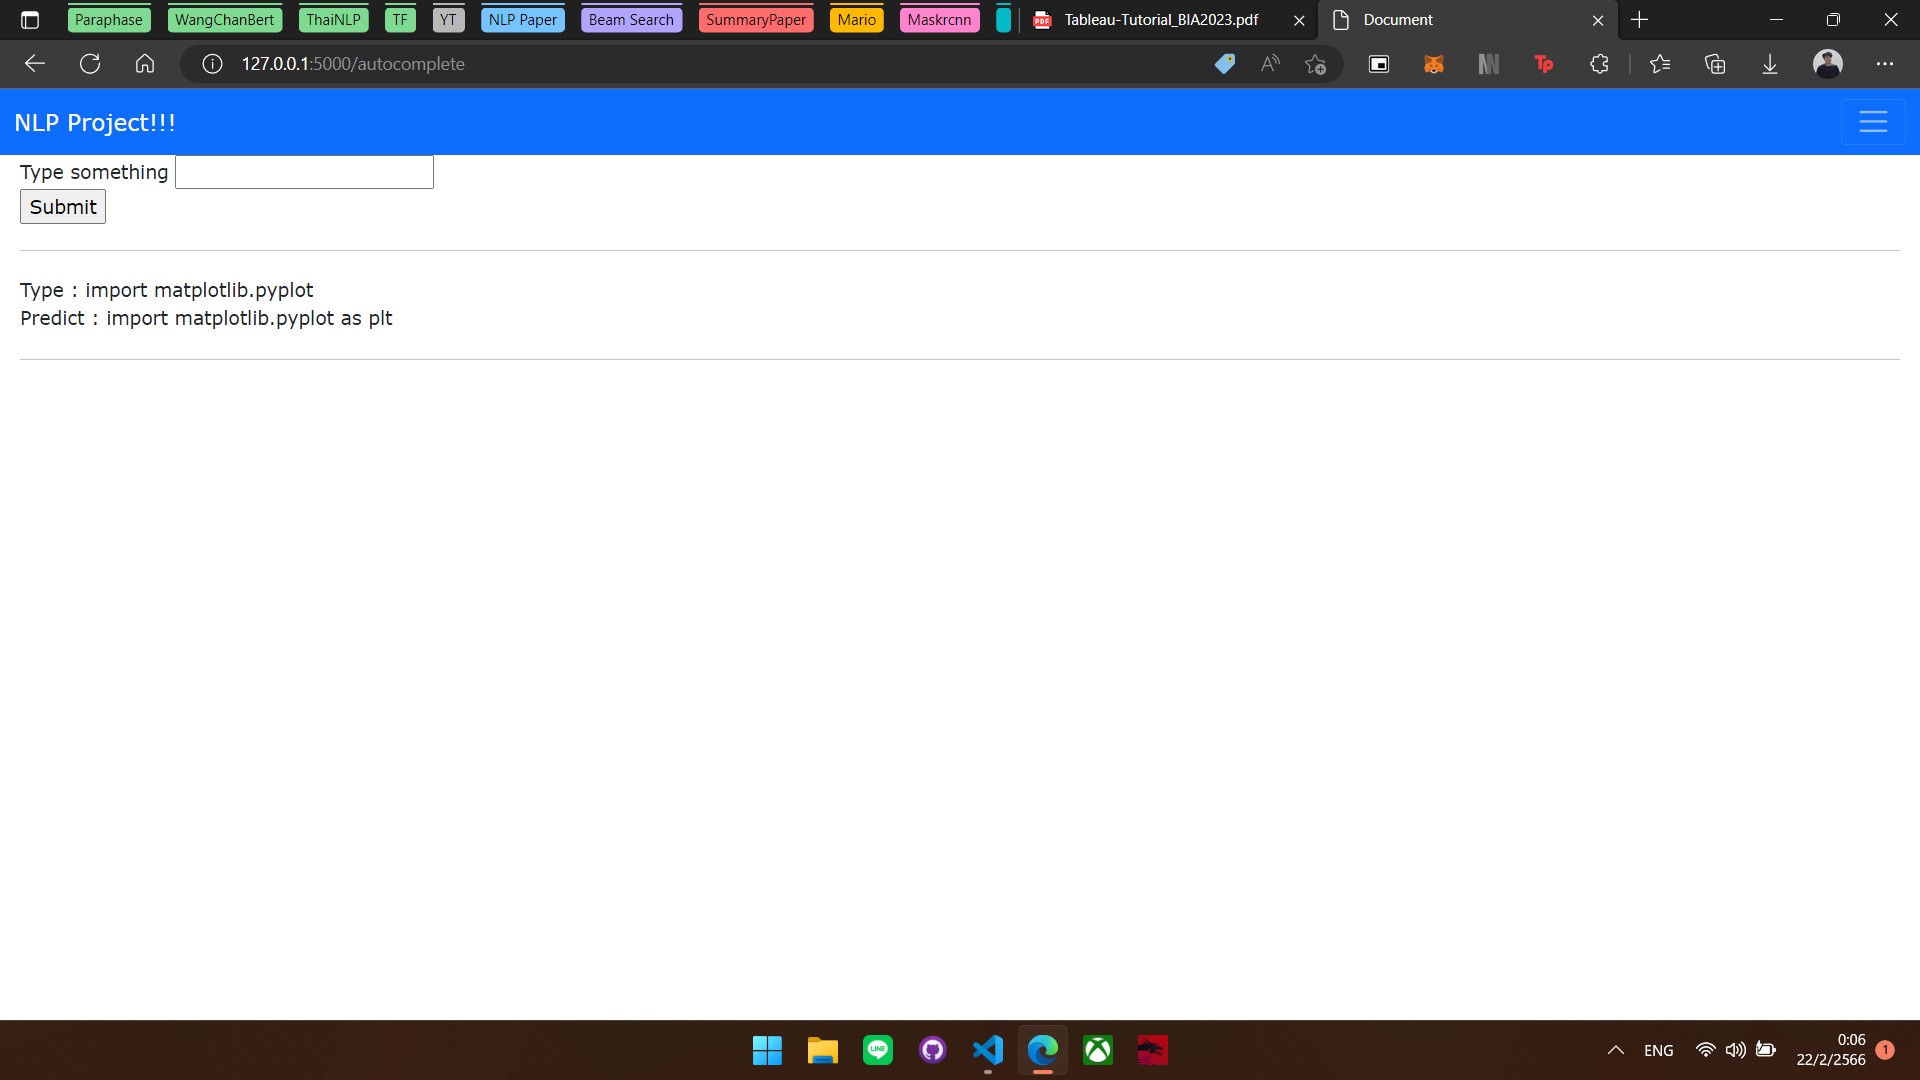 Paraphase WangChanBert ThaiNLP TF YT NLP Paper Beam Search SummaryPaper Mario Maskrcnn PDF Tableau-Tutorial_BIA2023.pdf Document
127.0.0.1:5000/autocomplete
NLP Project!!!
Type something
Submit
Type : import matplotlib.pyplot
Predict : import matplotlib.pyplot as plt
LINE
ENG
0:06
22/2/2566
1